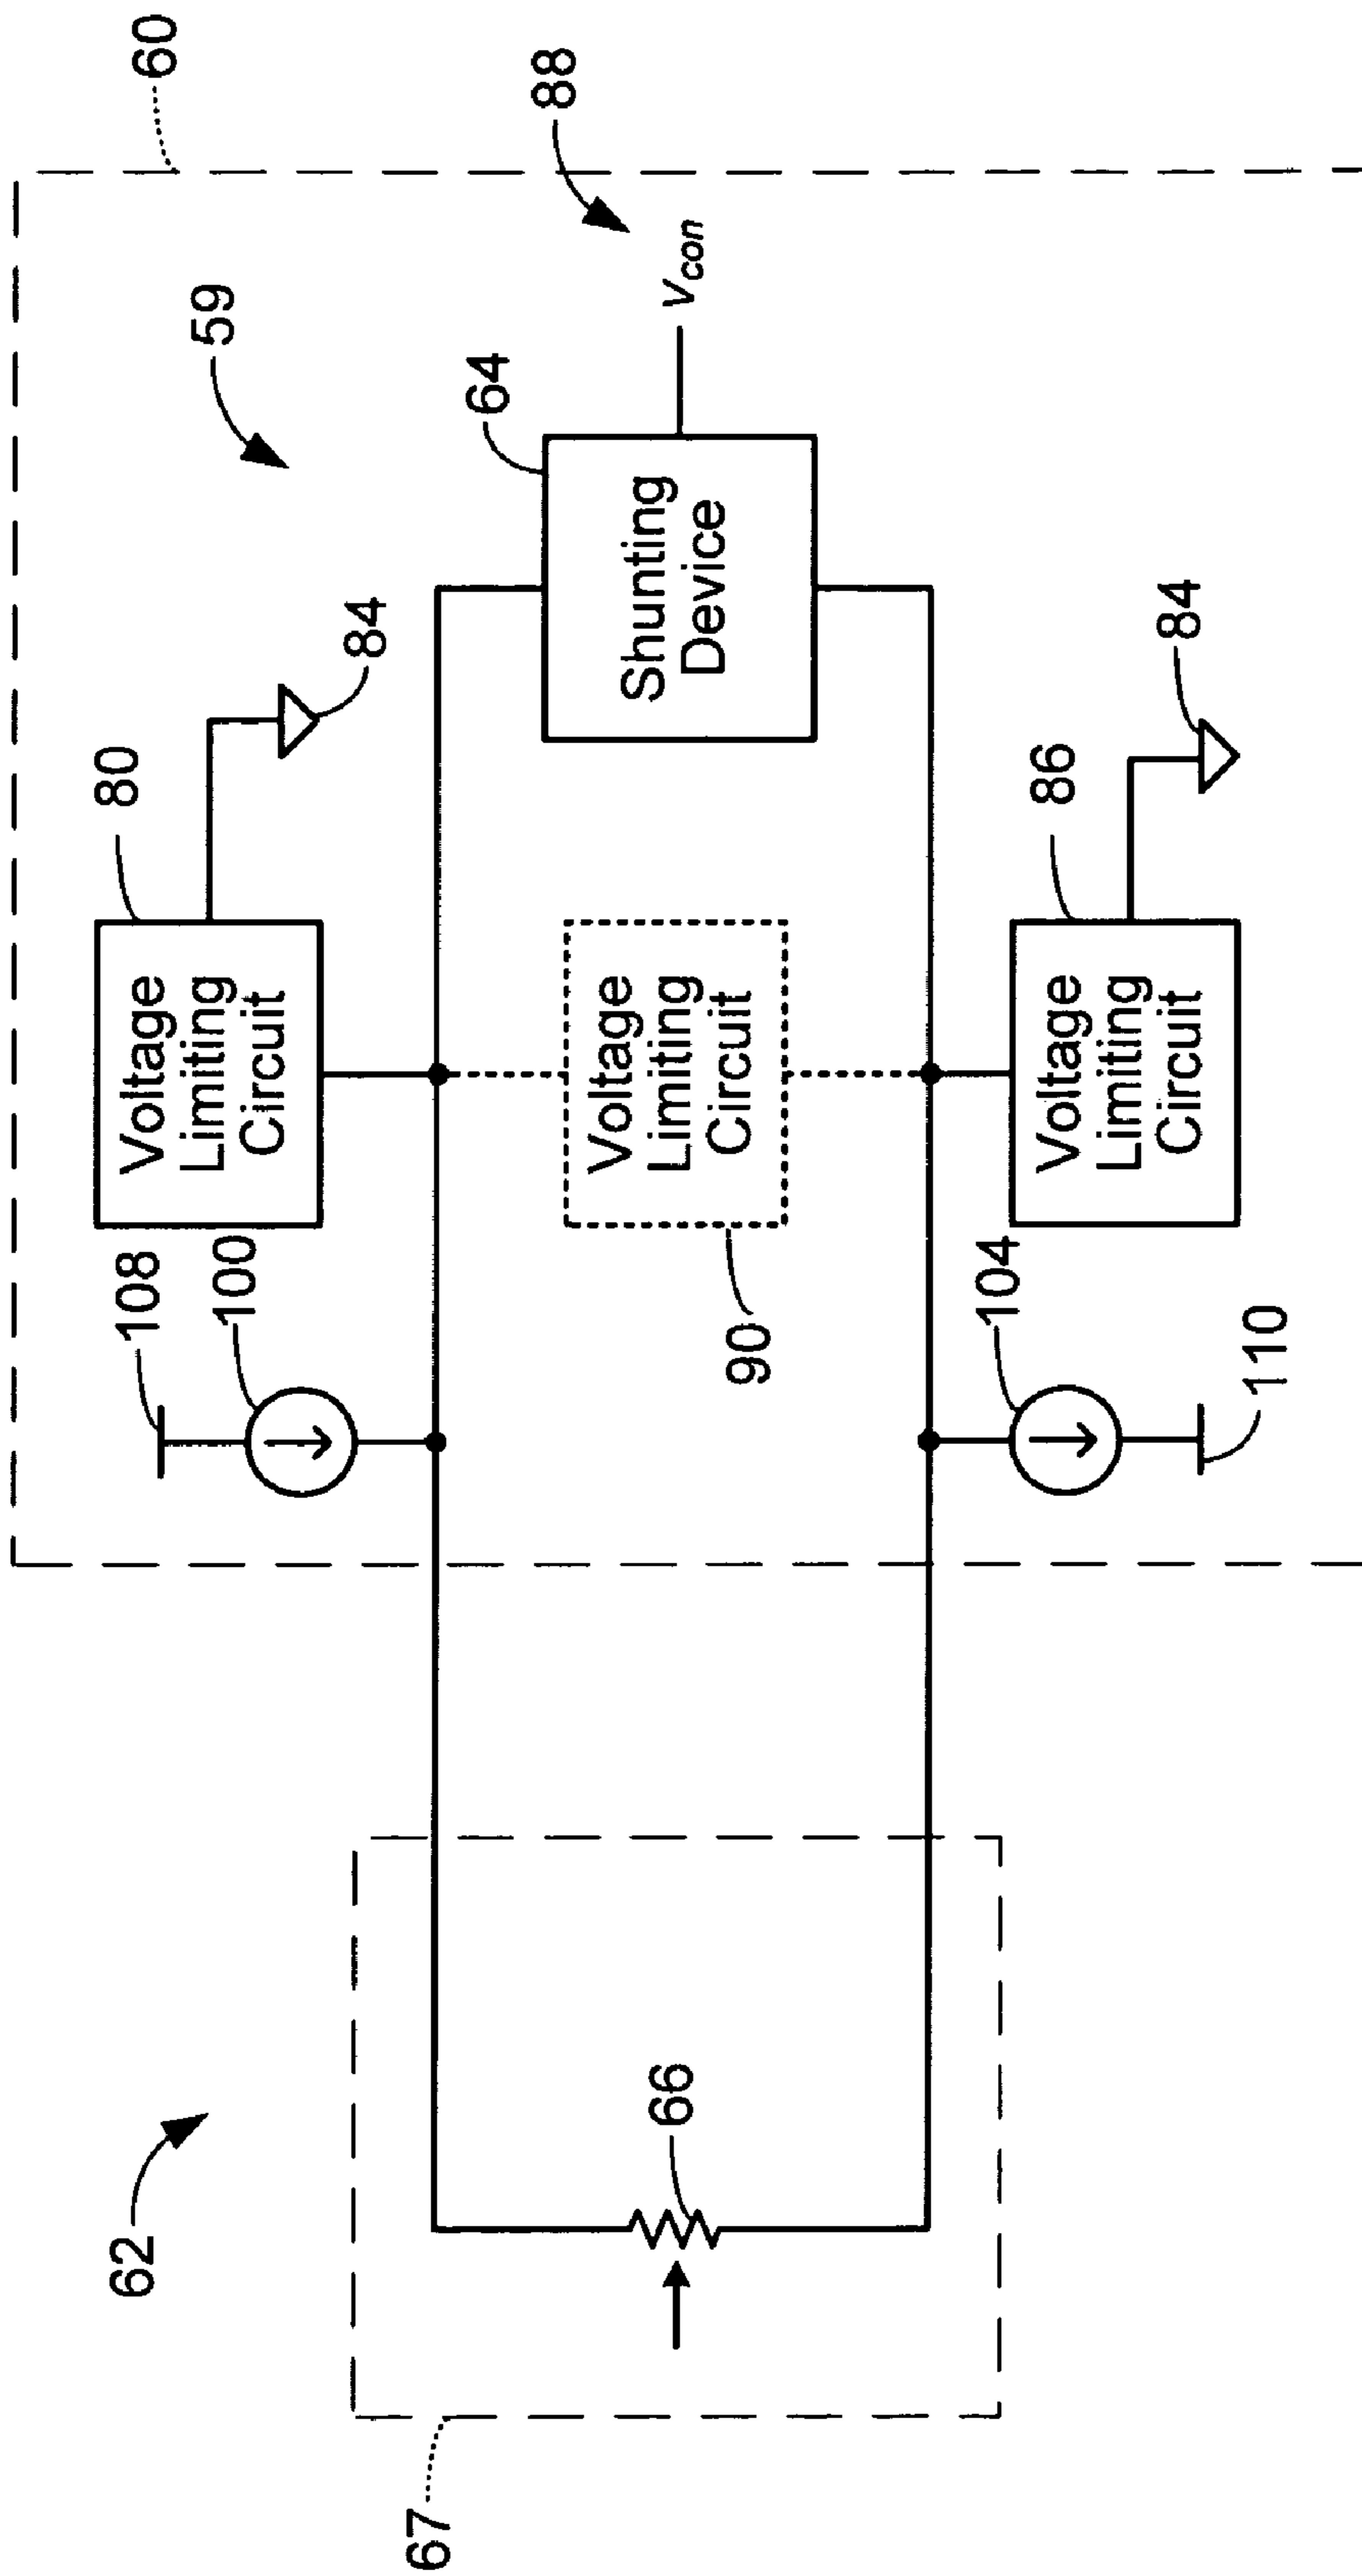 60
59
88
80
84
64
Voltage
Limiting
Circuit
108
100
Shunting
Device
Vcon
Voltage
Limiting
Circuit
90
62
66
67
86
84
Voltage
Limiting
Circuit
104
110